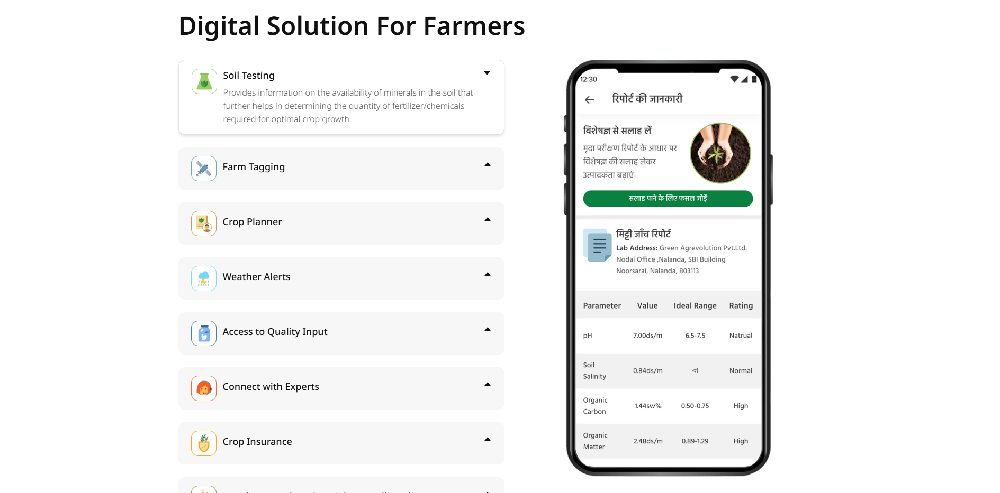 Digital Solution For Farmers
Soil Testing
Provides information on the availability of minerals in the soil that
further helps in determining the quantity of fertilizer/chemicals
required for optimal crop growth.
Farm Tagging
Crop Planner
Weather Alerts
Access to Quality Input
Connect with Experts
Crop Insurance
12:30
रिपोर्ट की जानकारी
विशेषज्ञ से सलाह लें
मृदा परीक्षण रिपोर्ट के आधार पर
विशेषज्ञ की सलाह लेकर
उत्पादकता बढ़ाएं
सलाह पाने के लिए फसल जोड़ें
मिट्टी जाँच रिपोर्ट
Lab Address: Green Agrevolution Pvt.Ltd.
Nodal Office ,Nalanda, SBI Building
Noorsarai, Nalanda, 803113
Parameter Value Ideal Range Rating
pH 7.00ds/m 6.5-7.5 Natrual
Soil
Salinity 0.84ds/m <1 Normal
Organic
Carbon 1.44sw% 0.50-0.75 High
Organic
Matter 2.48ds/m 0.89-1.29 High